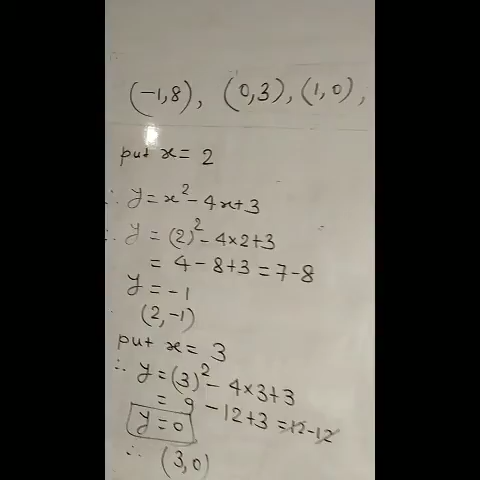 (-1,8), (0,3), (1,0),
put x = 2
∴ y = x² - 4x+3
∴ y = (2)² - 4×2+3
= 4 - 8+3 = 7-8
y = -1
(2,-1)
put x = 3
∴ y = (3)² - 4×3+3
= 9 - 12+3 = 12-12
y = 0
∴ (3,0)